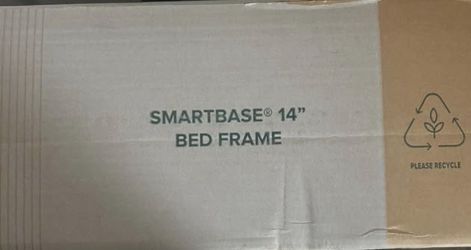 SMARTBASE® 14”
BED FRAME
PLEASE RECYCLE